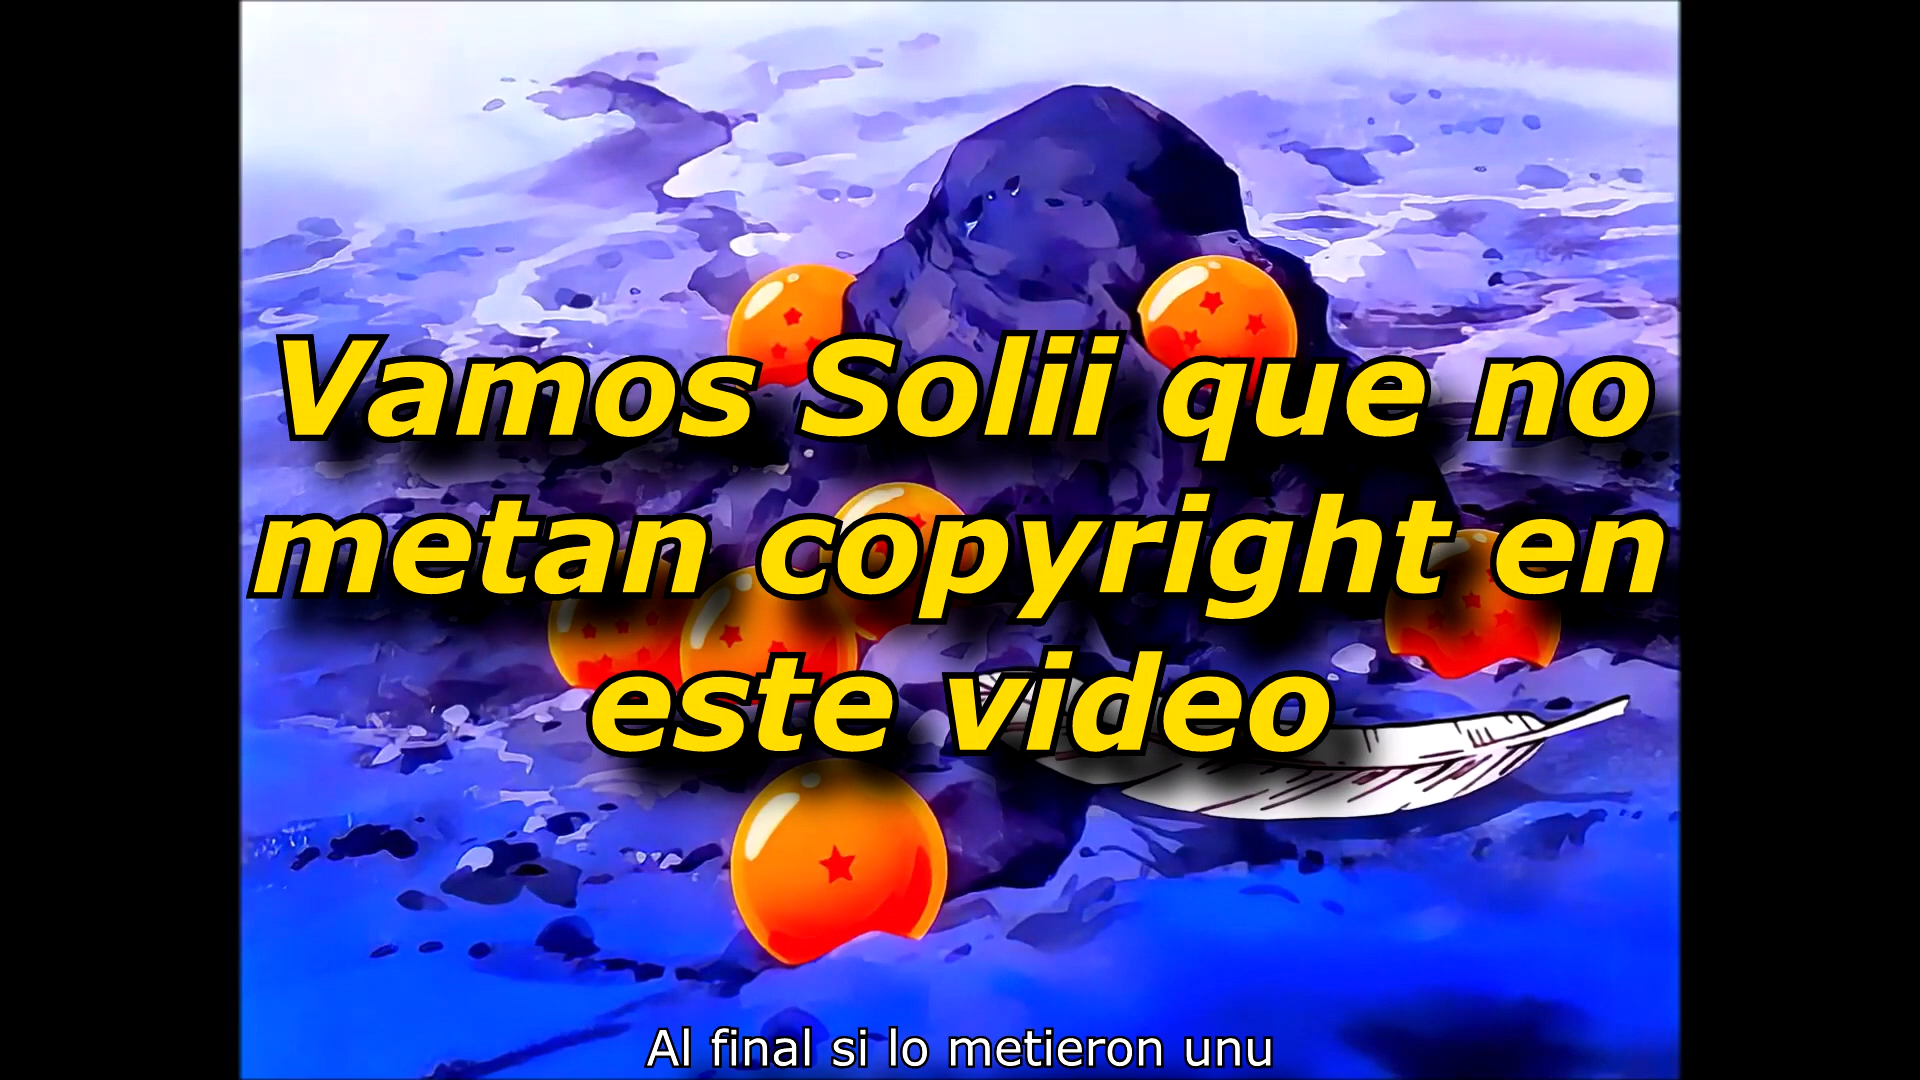 Vamos Solii que no
metan copyright en
este video
Al final si lo metieron unu